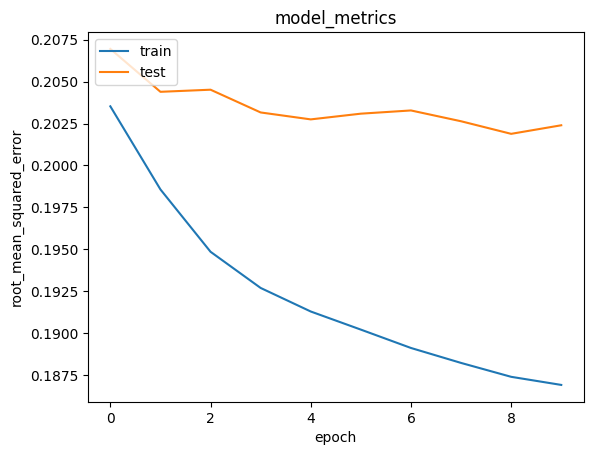 model_metrics
0.2075
0.2050
0.2025
0.2000
0.1975
0.1950
0.1925
0.1900
0.1875
root_mean_squared_error
train
test
0 2 4 6 8
epoch